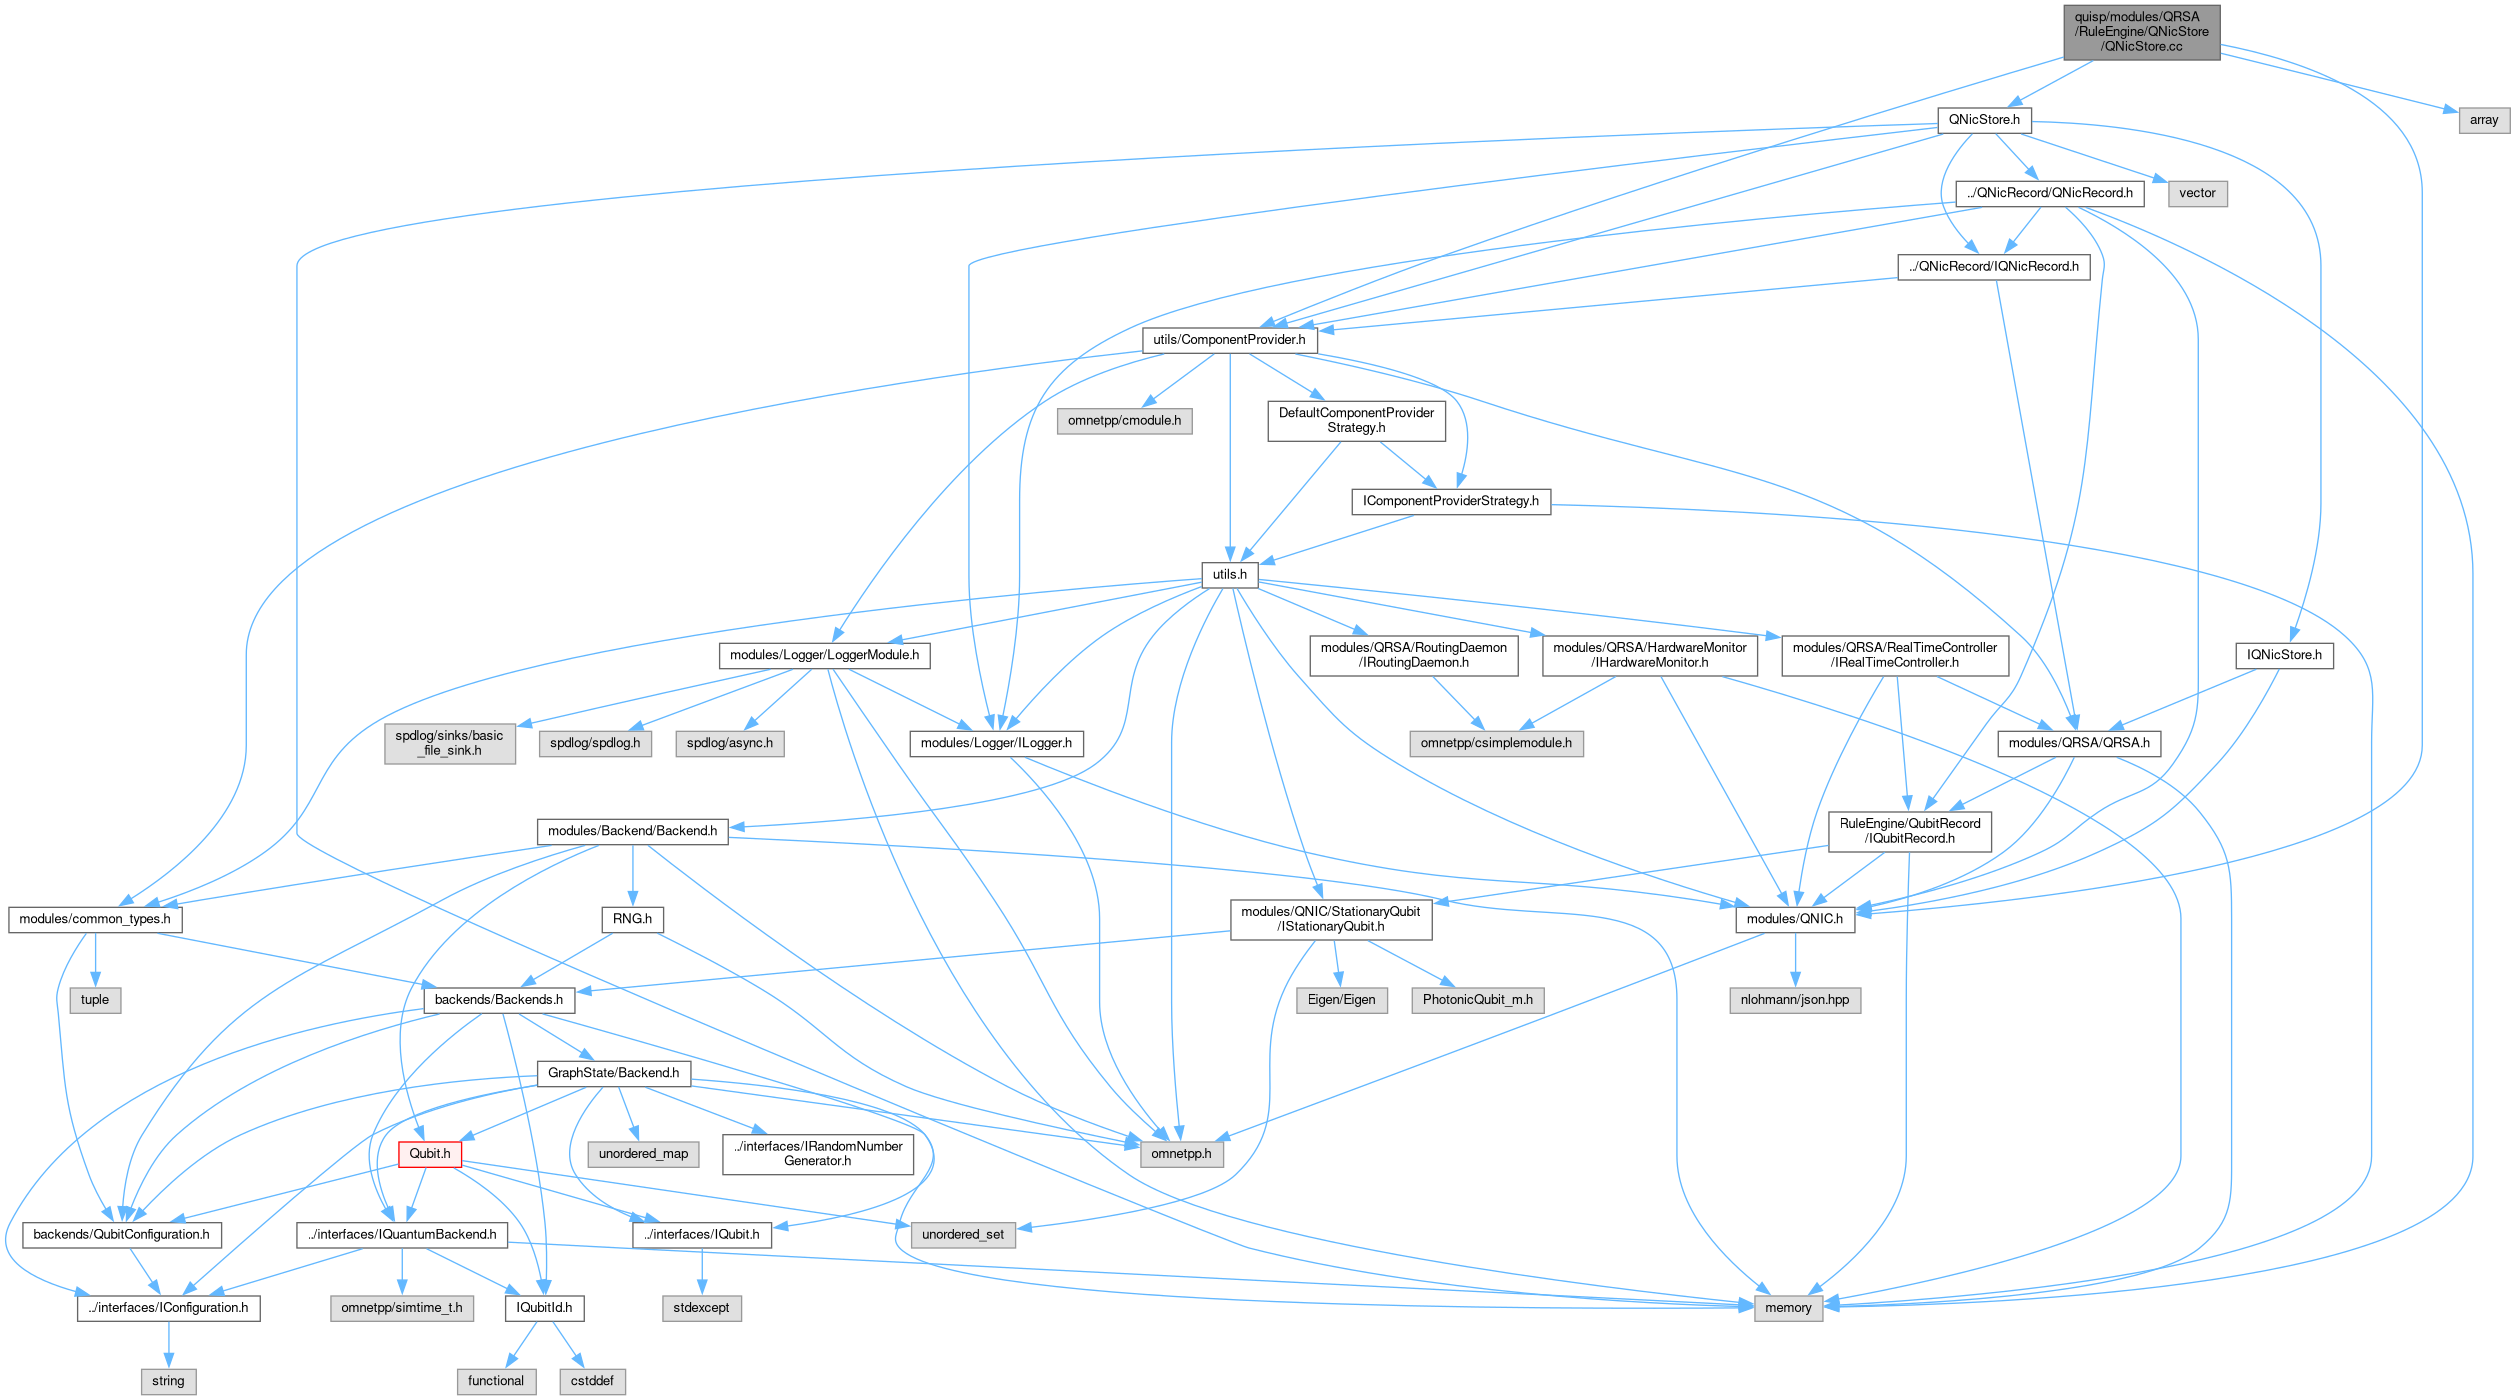 quisp/modules/QRSA
/RuleEngine/QNicStore
/QNicStore.cc
QNicStore.h
array
../QNicRecord/QNicRecord.h
vector
../QNicRecord/IQNicRecord.h
utils/ComponentProvider.h
omnetpp/cmodule.h
DefaultComponentProvider
Strategy.h
IComponentProviderStrategy.h
utils.h
modules/Logger/LoggerModule.h
modules/QRSA/RoutingDaemon
/IRoutingDaemon.h
modules/QRSA/HardwareMonitor
/IHardwareMonitor.h
modules/QRSA/RealTimeController
/IRealTimeController.h
IQNicStore.h
spdlog/sinks/basic
_file_sink.h
spdlog/spdlog.h
spdlog/async.h
modules/Logger/ILogger.h
omnetpp/csimplemodule.h
modules/QRSA/QRSA.h
modules/Backend/Backend.h
RuleEngine/QubitRecord
/IQubitRecord.h
modules/common_types.h
RNG.h
modules/QNIC/StationaryQubit
/IStationaryQubit.h
modules/QNIC.h
tuple
backends/Backends.h
Eigen/Eigen
PhotonicQubit_m.h
nlohmann/json.hpp
GraphState/Backend.h
Qubit.h
unordered_map
../interfaces/IRandomNumber
Generator.h
omnetpp.h
backends/QubitConfiguration.h
../interfaces/IQuantumBackend.h
../interfaces/IQubit.h
unordered_set
../interfaces/IConfiguration.h
omnetpp/simtime_t.h
IQubitId.h
stdexcept
memory
string
functional
cstddef